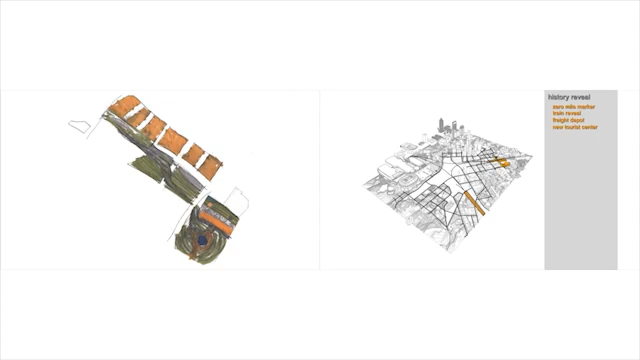 history reveal
zero mile marker
train reveal
freight depot
new tourist center